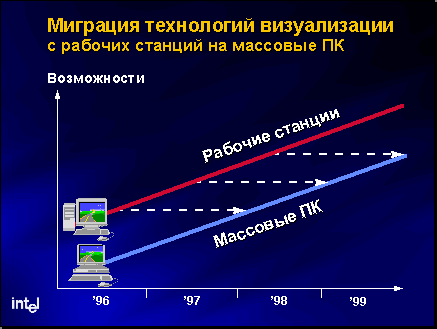 Миграция технологий визуализации
с рабочих станций на массовые ПК
Возможности
Рабочие станции
Массовые ПК
intel
'96 '97 '98 '99